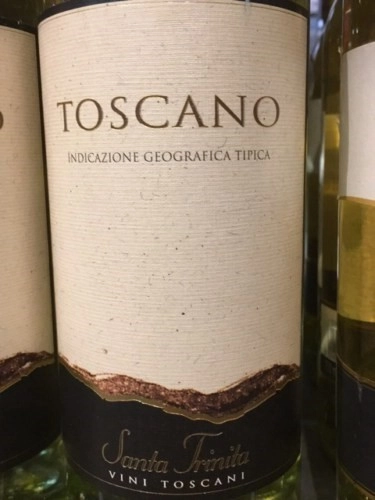 TOSCANO
INDICAZIONE GEOGRAFICA TIPICA
Santa Trinita
VINI TOSCANI